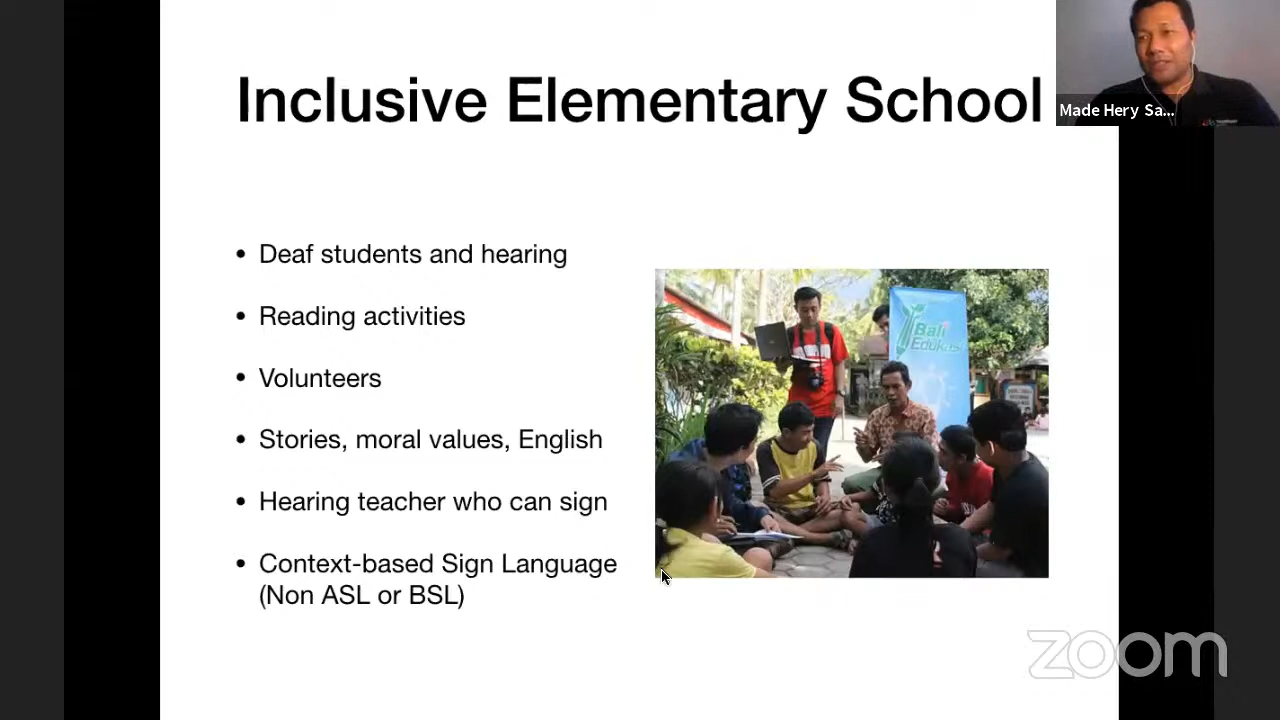 Inclusive Elementary School
Made Hery Sa...
• Deaf students and hearing
• Reading activities
• Volunteers
• Stories, moral values, English
• Hearing teacher who can sign
• Context-based Sign Language
(Non ASL or BSL)
Bali
Edukasi
zoom